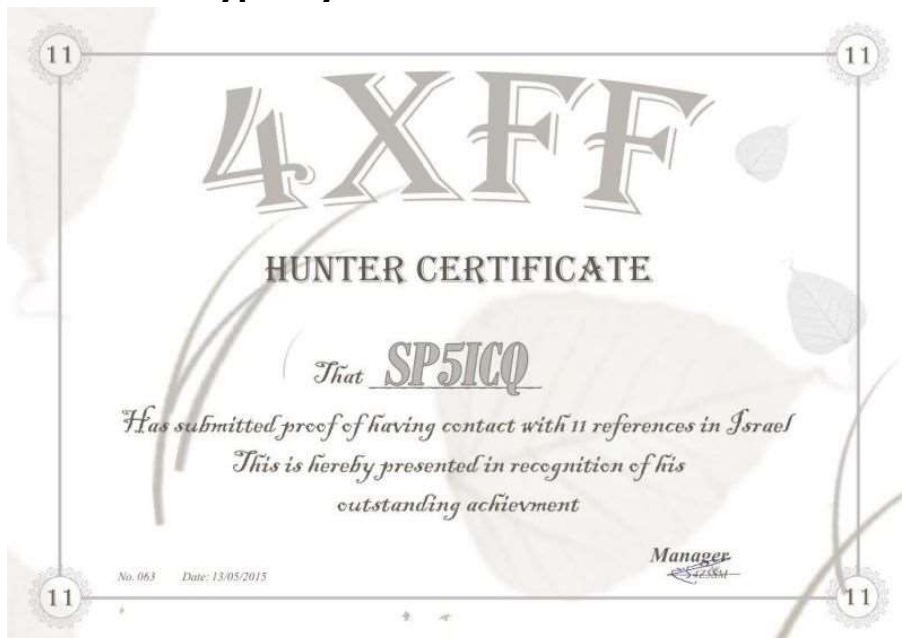 11 11
4XFF
HUNTER CERTIFICATE
That SP5ICQ
Has submitted proof of having contact with 11 references in Israel
This is hereby presented in recognition of his
outstanding achievment
Manager
No. 063 Date: 13/05/2015
11 11